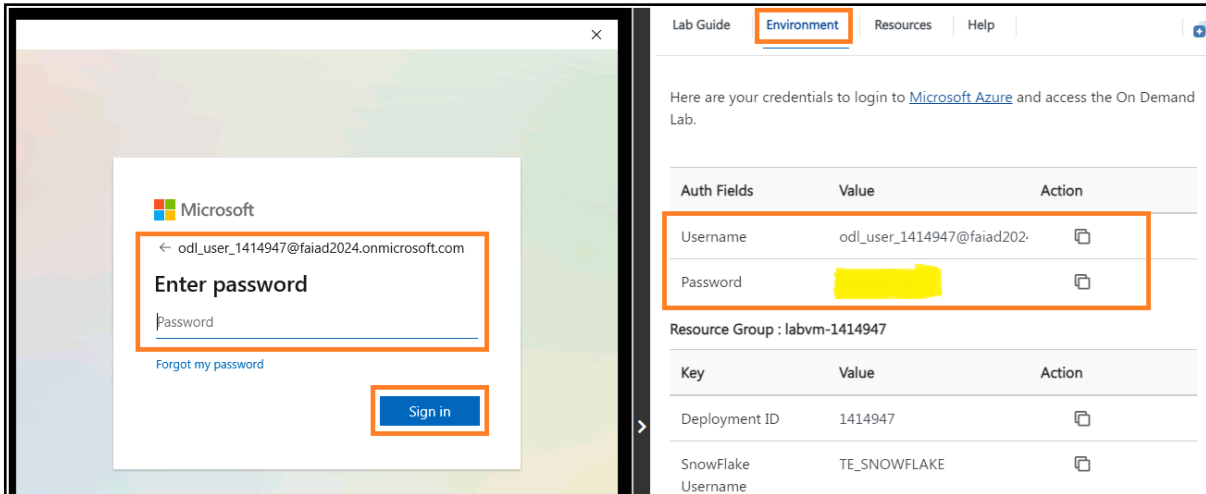 Microsoft
odl_user_1414947@faiad2024.onmicrosoft.com
Enter password
Password
Forgot my password
Sign in
Lab Guide Environment Resources Help
Here are your credentials to login to Microsoft Azure and access the On Demand
Lab.
Auth Fields Value Action
Username odl_user_1414947@faiad202
Password
Resource Group : labvm-1414947
Key Value Action
Deployment ID 1414947
SnowFlake TE_SNOWFLAKE
Username